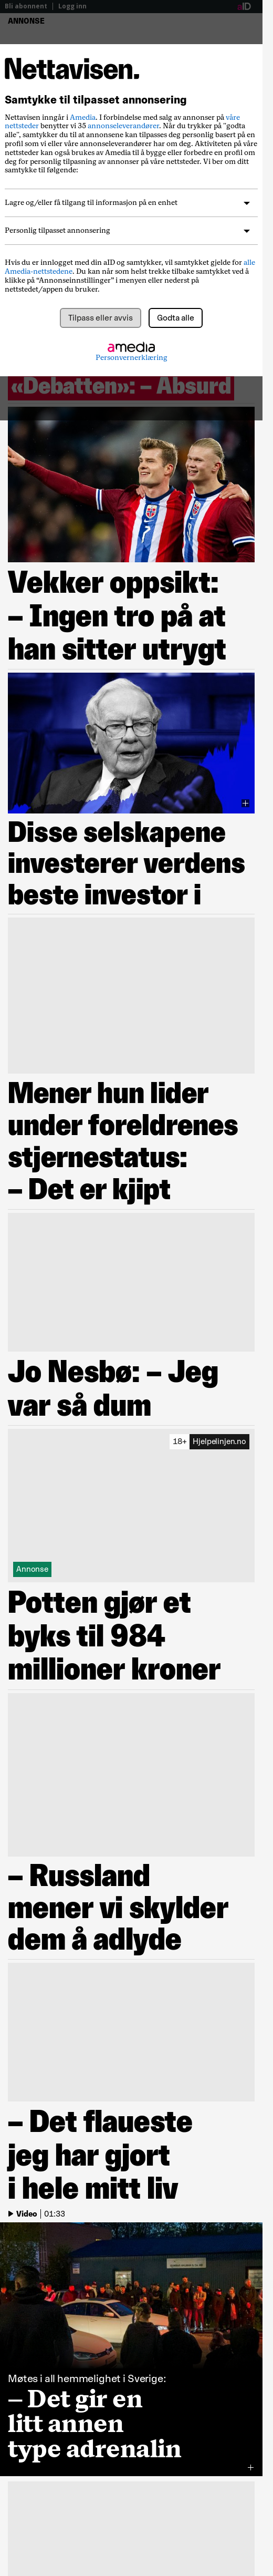 Bli abonnent | Logg inn
aID
ANNONSE
Nettavisen.
Samtykke til tilpasset annonsering
Nettavisen inngår i Amedia. I forbindelse med salg av annonser på våre
nettsteder benytter vi 35 annonseleverandører. Når du trykker på "godta
alle", samtykker du til at annonsene kan tilpasses deg personlig basert på en
profil som vi eller våre annonseleverandører har om deg. Aktiviteten på våre
nettsteder kan også brukes av Amedia til å bygge eller forbedre en profil om
deg for personlig tilpasning av annonser på våre nettsteder. Vi ber om ditt
samtykke til følgende:
Lagre og/eller få tilgang til informasjon på en enhet
Personlig tilpasset annonsering
Hvis du er innlogget med din aID og samtykker, vil samtykket gjelde for alle
Amedia-nettstedene. Du kan når som helst trekke tilbake samtykket ved å
klikke på “Annonseinnstillinger” i menyen eller nederst på
nettstedet/appen du bruker.
Tilpass eller avvis
Godta alle
amedia
Personvernerklæring
«Debatten»: – Absurd
Vekker oppsikt:
– Ingen tro på at
han sitter utrygt
Disse selskapene
investerer verdens
beste investor i
Mener hun lider
under foreldrenes
stjernestatus:
– Det er kjipt
Jo Nesbø: – Jeg
var så dum
18+ Hjelpelinjen.no
Annonse
Potten gjør et
byks til 984
millioner kroner
– Russland
mener vi skylder
dem å adlyde
– Det flaueste
jeg har gjort
i hele mitt liv
Video | 01:33
Møtes i all hemmelighet i Sverige:
– Det gir en
litt annen
type adrenalin